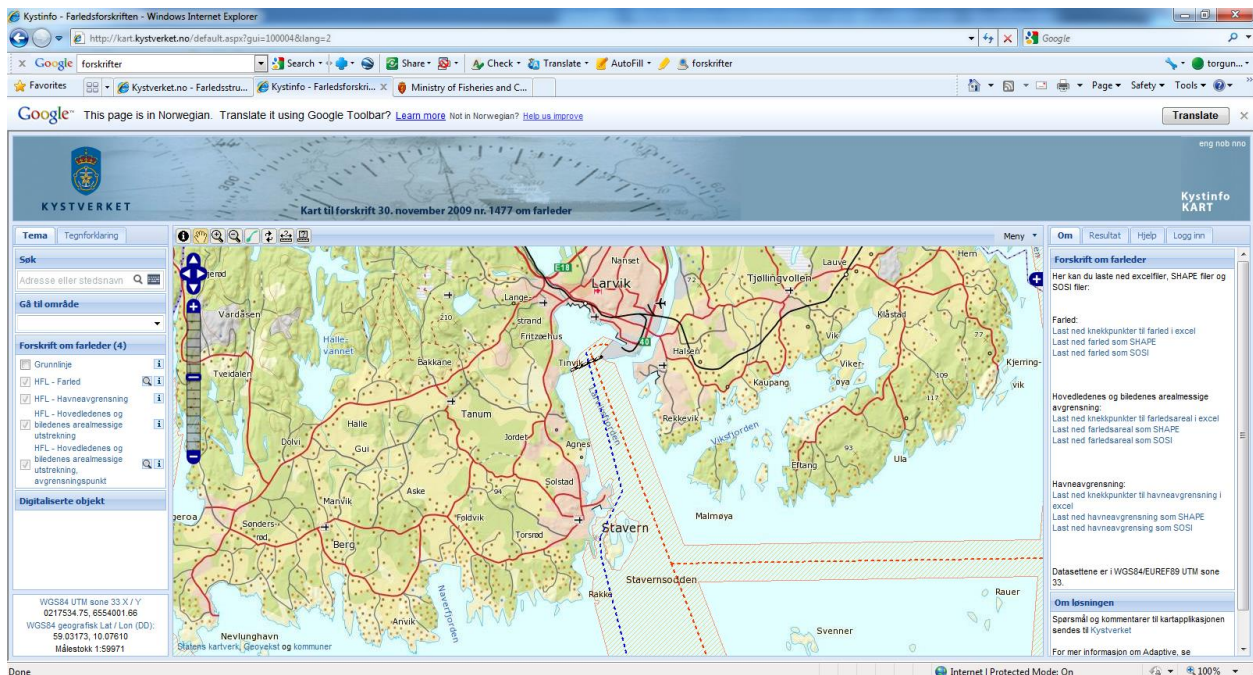 Kystinfo - Farledsforskriften - Windows Internet Explorer
http://kart.kystverket.no/default.aspx?gui=100004&lang=2
Google
x Google forskrifter Search Share Check Translate AutoFill forskrifter torgun...
Favorites Kystverket.no - Farledsstru... Kystinfo - Farledsforskri... x Ministry of Fisheries and C... Page Safety Tools
Google™ This page is in Norwegian. Translate it using Google Toolbar? Learn more Not in Norwegian? Help us improve Translate
eng nob nno
KYSTVERKET
Kart til forskrift 30. november 2009 nr. 1477 om farleder
Kystinfo
KART
Tema Tegnforklaring
Søk
Adresse eller stedsnavn
Gå til område
Forskrift om farleder (4)
Grunnlinje
HFL - Farled
HFL - Havneavgrensning
HFL - Hovedledenes og
biledenes arealmessige
utstrekning
HFL - Hovedledenes og
biledenes arealmessige
utstrekning,
avgrensningspunkt
Digitaliserte objekt
WGS84 UTM sone 33 X / Y
0217534.75, 6554001.66
WGS84 geografisk Lat / Lon (DD):
59.03173, 10.07610
Målestokk 1:59971
Meny
Nanset
E18
Larvik
Tjøllingvollen
Lauve
Hem
Vardåsen
Halle-
vannet
210
Lange-
strand
Fritzøehus
72
Klåstad
Vik
Tveidalen
Bakkane
Tinvik
Halsen
Viker-
øya
109
Kjerring-
vik
Kaupang
117
Tanum
Rekkevik
Viksfjorden
Halle
Dolvi
Gui
Jordet
Agnes
93
Eftang
Ula
Aske
94
Solstad
Manvik
Malmøya
Sønders-
rød
Foldvik
Torsrød
Stavern
Berg
Stavernsodden
Rakke
Naverfjorden
Anvik
Rauer
Nevlunghavn
Svenner
Statens kartverk, Geovekst og kommuner
Om Resultat Hjelp Logg inn
Forskrift om farleder
Her kan du laste ned excelfiler, SHAPE filer og
SOSI filer:
Farled:
Last ned knekkpunkter til farled i excel
Last ned farled som SHAPE
Last ned farled som SOSI
Hovedledenes og biledenes arealmessige
avgrensning:
Last ned knekkpunkter til farledsareal i excel
Last ned farledsareal som SHAPE
Last ned farledsareal som SOSI
Havneavgrensning:
Last ned knekkpunkter til havneavgrensning i
excel
Last ned havneavgrensning som SHAPE
Last ned havneavgrensing som SOSI
Datasettene er i WGS84/EUREF89 UTM sone
33.
Om løsningen
Spørsmål og kommentarer til kartapplikasjonen
sendes til Kystverket
For mer informasjon om Adaptive, se
Done
Internet | Protected Mode: On
100%